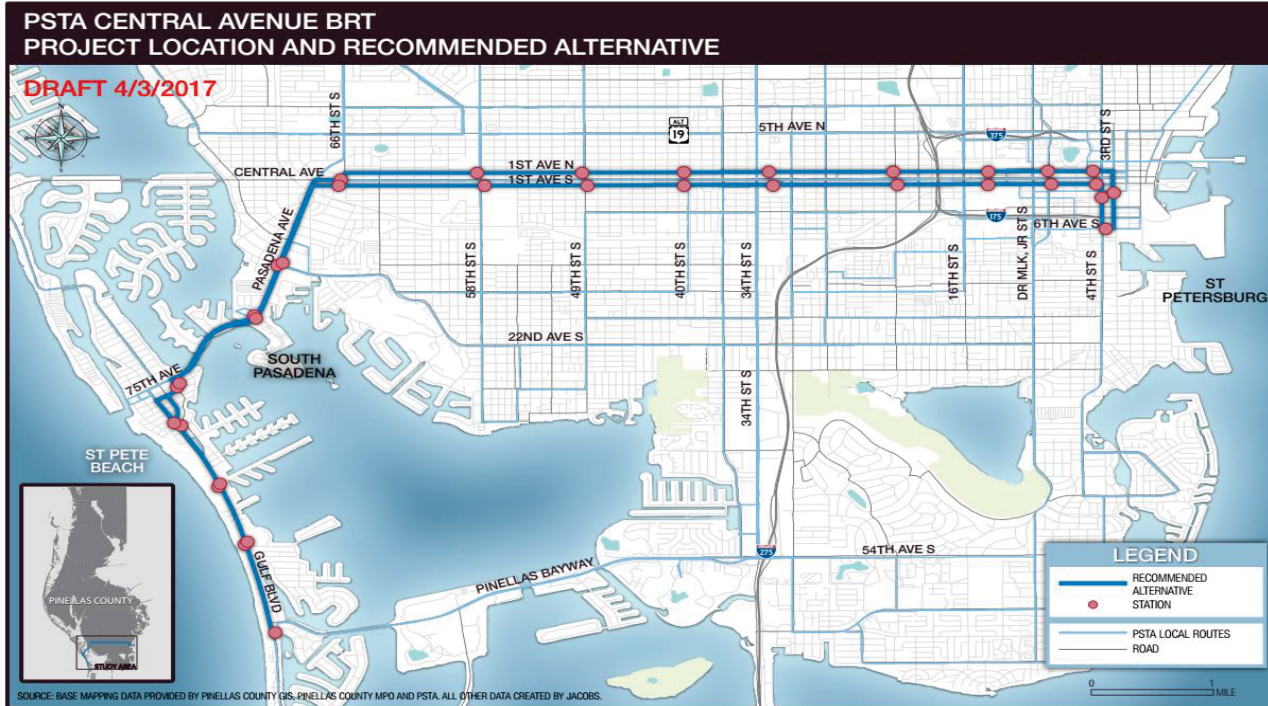 PSTA CENTRAL AVENUE BRT
PROJECT LOCATION AND RECOMMENDED ALTERNATIVE
DRAFT 4/3/2017
N
66TH ST S
ALT
19
5TH AVE N
375
3RD ST S
CENTRAL AVE
1ST AVE N
1ST AVE S
PASADENA AVE
175
6TH AVE S
58TH ST S
49TH ST S
40TH ST S
34TH ST S
16TH ST S
DR MLK, JR ST S
4TH ST S
ST
PETERSBURG
22ND AVE S
SOUTH
PASADENA
75TH AVE
34TH ST S
ST PETE
BEACH
GULF BLVD
PINELLAS BAYWAY
275
54TH AVE S
PINELLAS COUNTY
STUDY AREA
LEGEND
RECOMMENDED
ALTERNATIVE
STATION
PSTA LOCAL ROUTES
ROAD
0 1
MILE
SOURCE: BASE MAPPING DATA PROVIDED BY PINELLAS COUNTY GIS, PINELLAS COUNTY MPO AND PSTA. ALL OTHER DATA CREATED BY JACOBS.